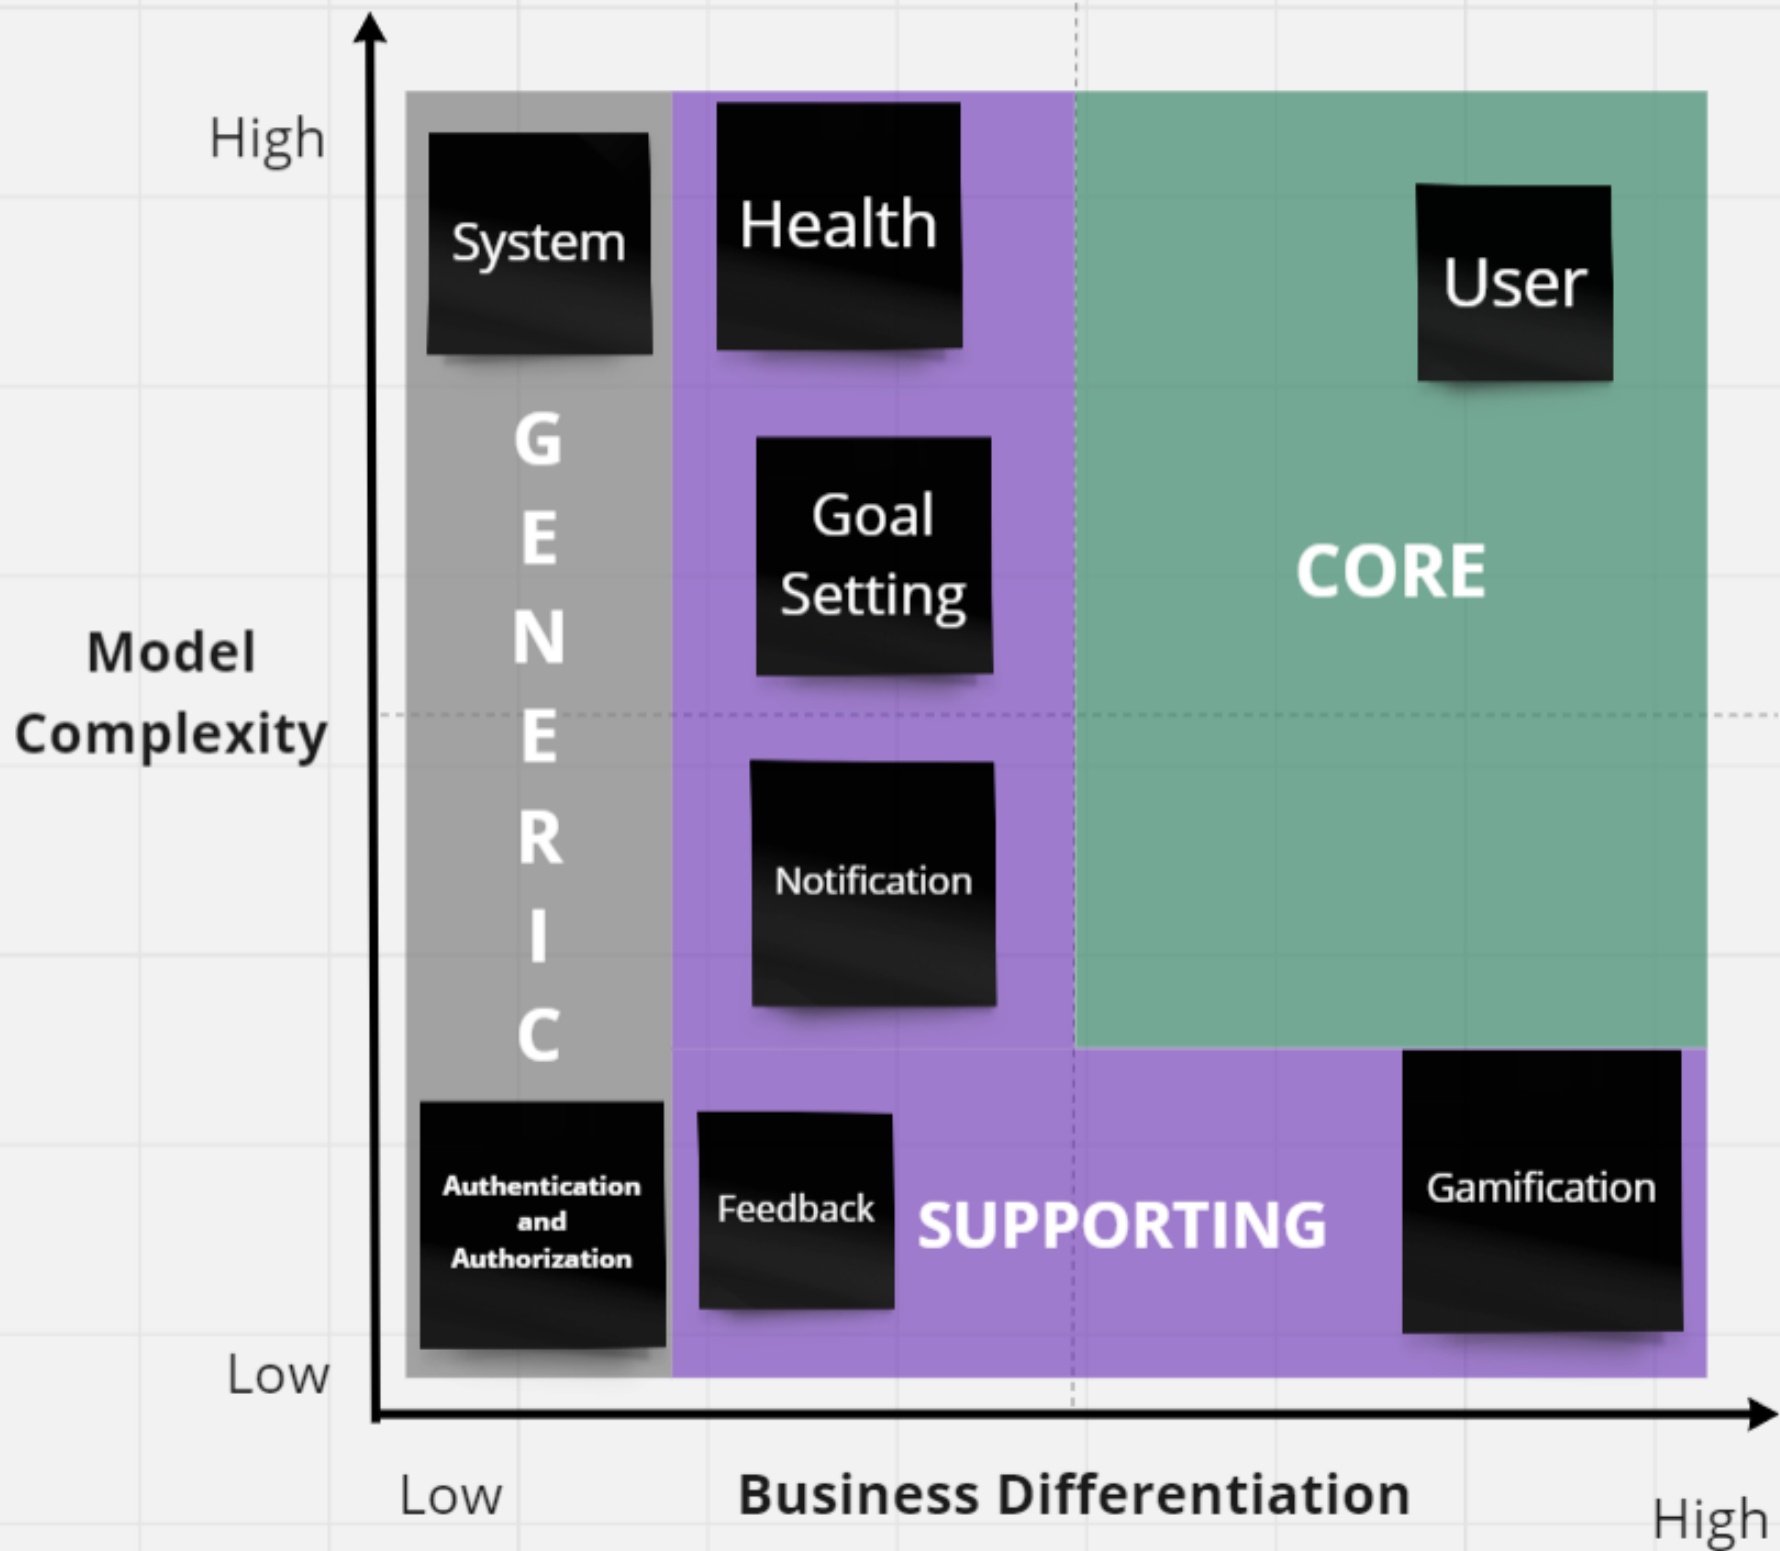 High
System
Health
User
G
E
N
E
R
I
C
Goal
Setting
CORE
Model
Complexity
Notification
Authentication
and
Authorization
Feedback
SUPPORTING
Gamification
Low
Low
Business Differentiation
High